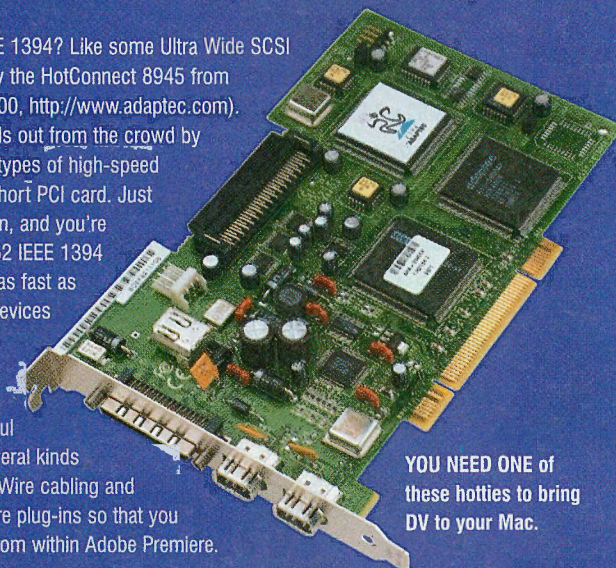 E 1394? Like some Ultra Wide SCSI
y the HotConnect 8945 from
00, http://www.adaptec.com).
ds out from the crowd by
types of high-speed
hort PCI card. Just
n, and you're
52 IEEE 1394
as fast as
evices
ul
eral kinds
Wire cabling and
re plug-ins so that you
om within Adobe Premiere.
adaptec
YOU NEED ONE of
these hotties to bring
DV to your Mac.